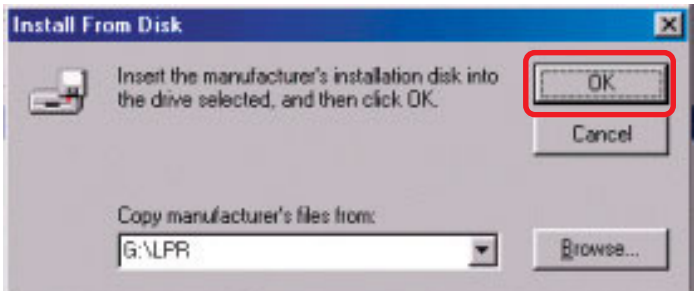 Install From Disk
Insert the manufacturer's installation disk into
the drive selected, and then click OK.
OK
Cancel
Copy manufacturer's files from:
G:\LPR
Browse...